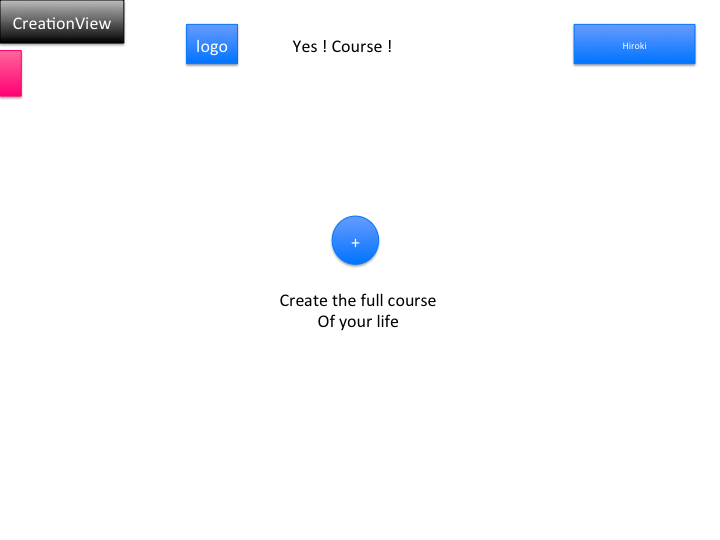 CreationView
logo
Yes ! Course !
Hiroki
+
Create the full course
Of your life